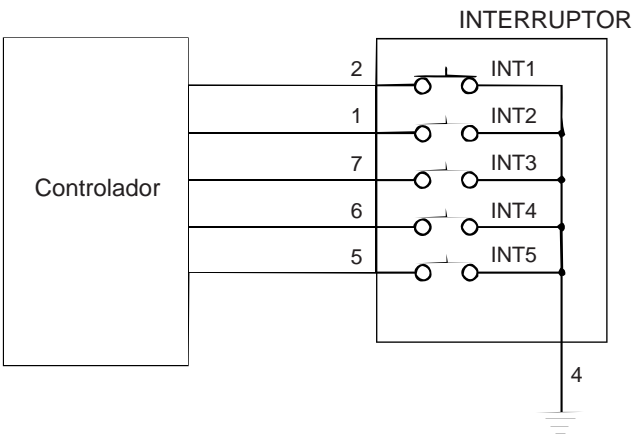 INTERRUPTOR
2 INT1
1 INT2
7 INT3
Controlador
6 INT4
5 INT5
4